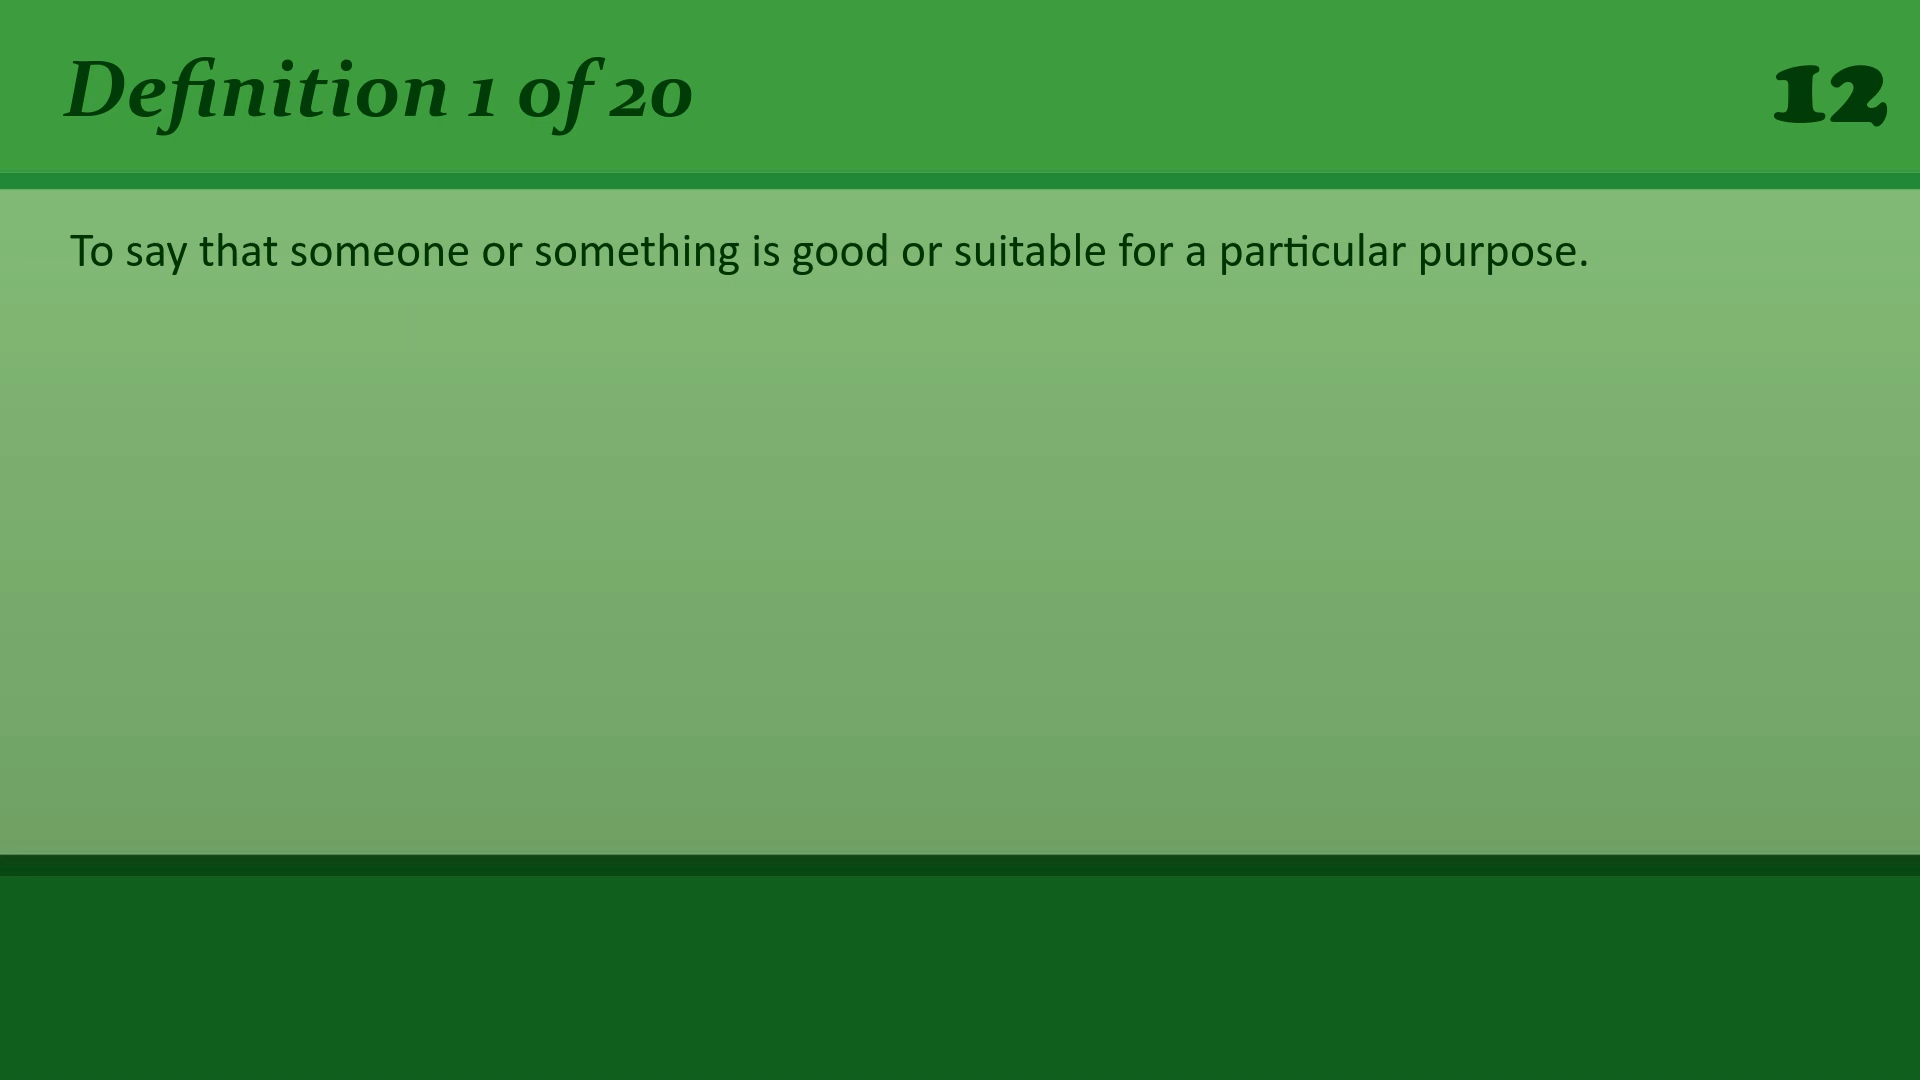 Definition 1 of 20
12
To say that someone or something is good or suitable for a particular purpose.